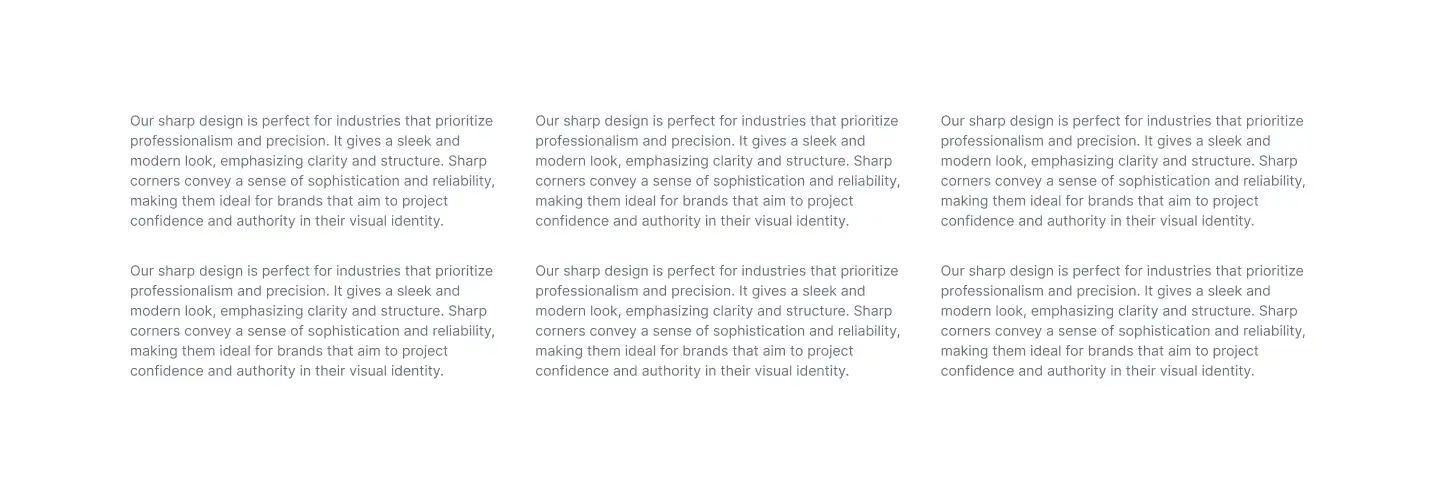 Our sharp design is perfect for industries that prioritize
professionalism and precision. It gives a sleek and
modern look, emphasizing clarity and structure. Sharp
corners convey a sense of sophistication and reliability,
making them ideal for brands that aim to project
confidence and authority in their visual identity.
Our sharp design is perfect for industries that prioritize
professionalism and precision. It gives a sleek and
modern look, emphasizing clarity and structure. Sharp
corners convey a sense of sophistication and reliability,
making them ideal for brands that aim to project
confidence and authority in their visual identity.
Our sharp design is perfect for industries that prioritize
professionalism and precision. It gives a sleek and
modern look, emphasizing clarity and structure. Sharp
corners convey a sense of sophistication and reliability,
making them ideal for brands that aim to project
confidence and authority in their visual identity.
Our sharp design is perfect for industries that prioritize
professionalism and precision. It gives a sleek and
modern look, emphasizing clarity and structure. Sharp
corners convey a sense of sophistication and reliability,
making them ideal for brands that aim to project
confidence and authority in their visual identity.
Our sharp design is perfect for industries that prioritize
professionalism and precision. It gives a sleek and
modern look, emphasizing clarity and structure. Sharp
corners convey a sense of sophistication and reliability,
making them ideal for brands that aim to project
confidence and authority in their visual identity.
Our sharp design is perfect for industries that prioritize
professionalism and precision. It gives a sleek and
modern look, emphasizing clarity and structure. Sharp
corners convey a sense of sophistication and reliability,
making them ideal for brands that aim to project
confidence and authority in their visual identity.